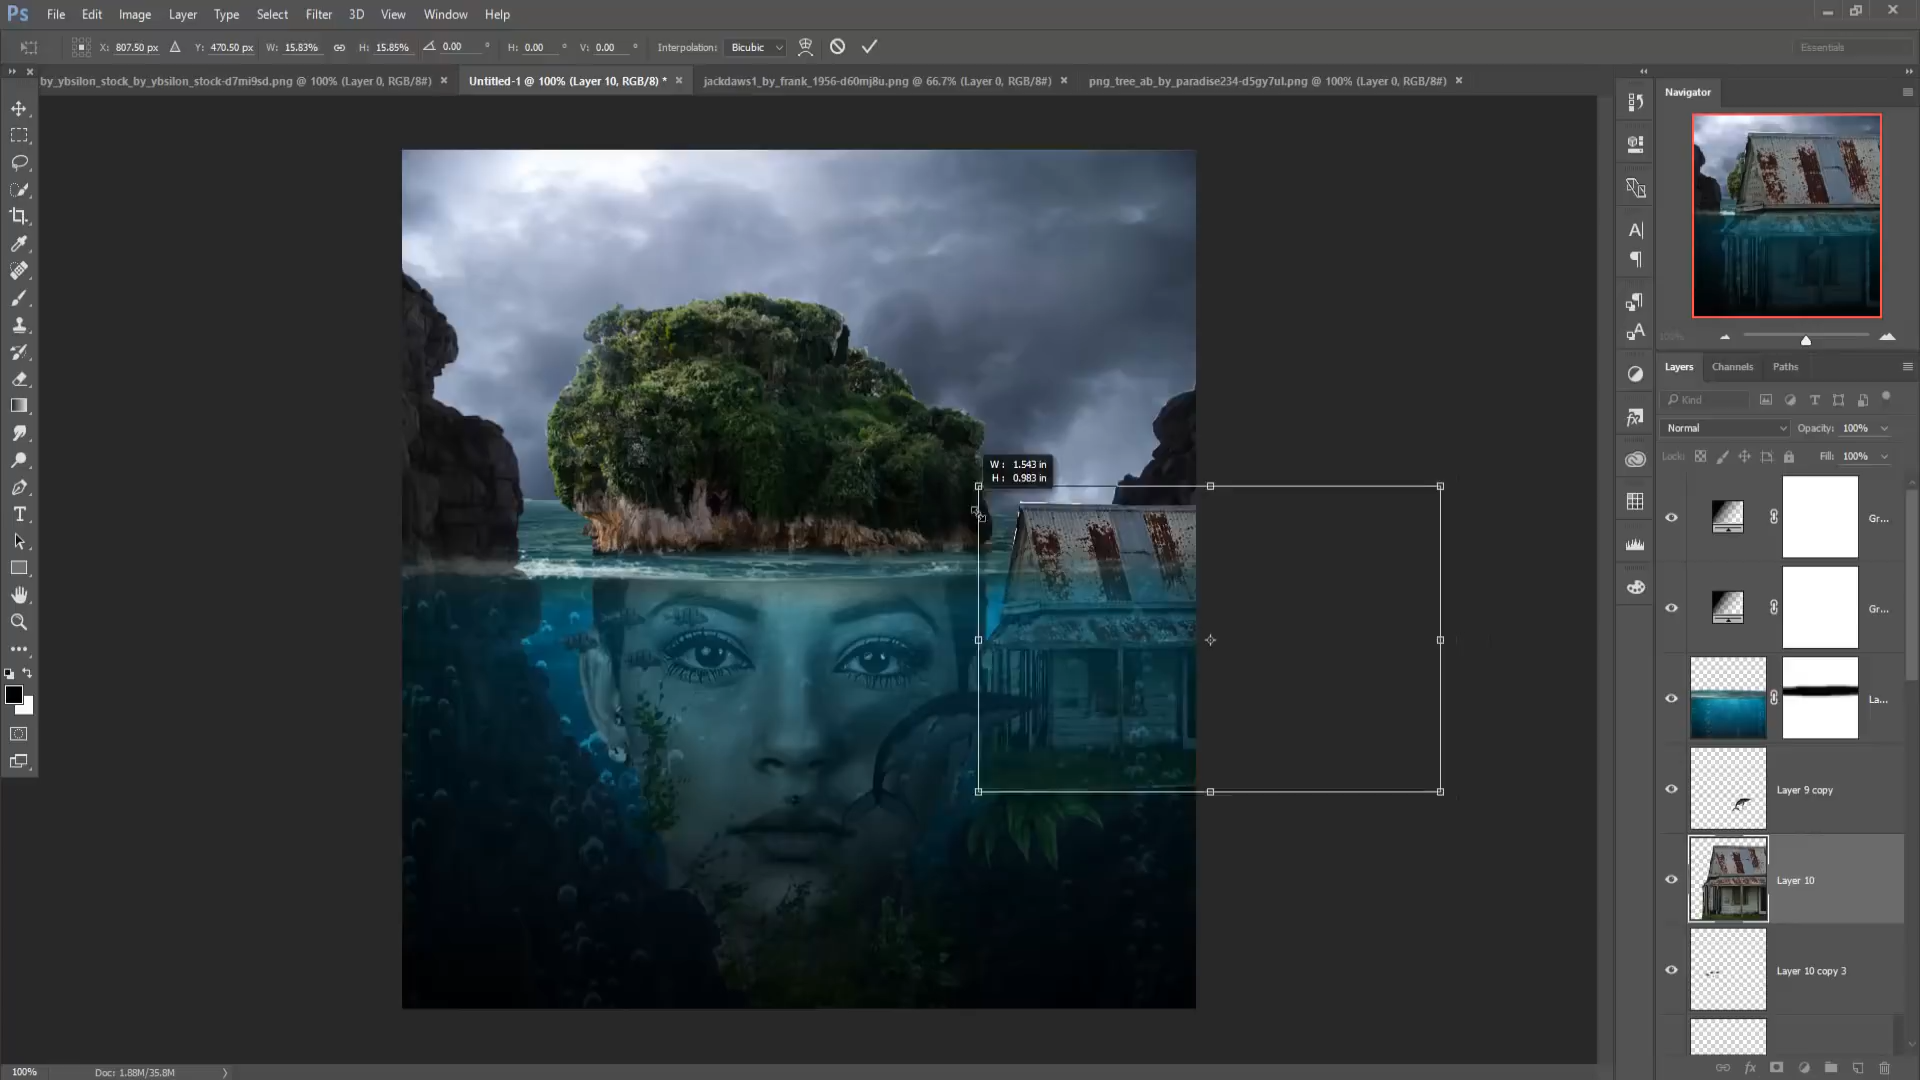 Ps File Edit Image Layer Type Select Filter 3D View Window Help
X: 807.50 px Y: 470.50 px W: 15.83% H: 15.85% 0.00 ° H: 0.00 ° V: 0.00 ° Interpolation: Bicubic Essentials
by_ybsilon_stock_by_ybsilon_stock-d7mi9sd.png @ 100% (Layer 0, RGB/8#) × Untitled-1 @ 100% (Layer 10, RGB/8) * × jackdaws1_by_frank_1956-d60mj8u.png @ 66.7% (Layer 0, RGB/8#) × png_tree_ab_by_paradise234-d5gy7ul.png @ 100% (Layer 0, RGB/8#) ×
Navigator
100%
Layers Channels Paths
Kind
Normal Opacity: 100%
Lock: Fill: 100%
W : 1.543 in
H : 0.983 in
Gr...
Gr...
La...
Layer 9 copy
Layer 10
Layer 10 copy 3
100% Doc: 1.88M/35.8M